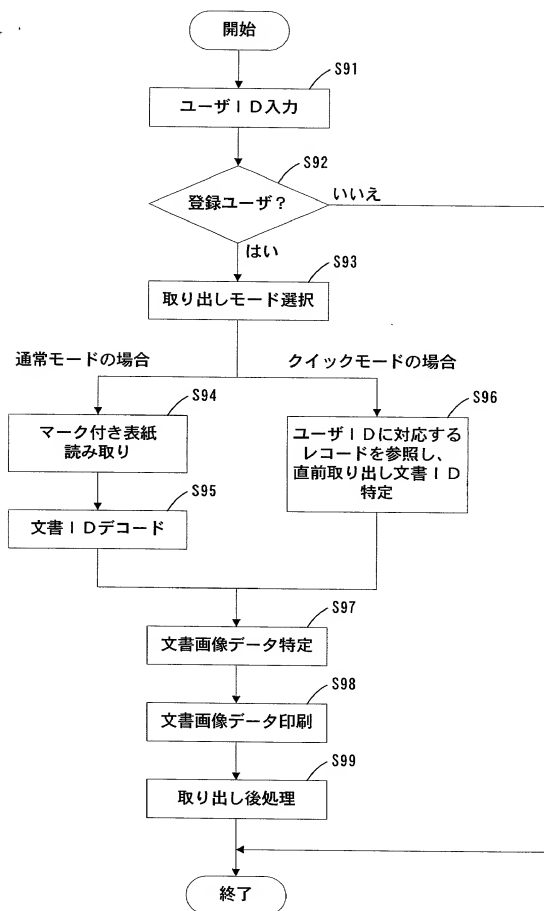 開始
S91
ユーザID入力
S92
登録ユーザ？
いいえ
はい
S93
取り出しモード選択
通常モードの場合
クイックモードの場合
S94
マーク付き表紙
読み取り
S95
文書IDデコード
S96
ユーザIDに対応する
レコードを参照し、
直前取り出し文書ID
特定
S97
文書画像データ特定
S98
文書画像データ印刷
S99
取り出し後処理
終了